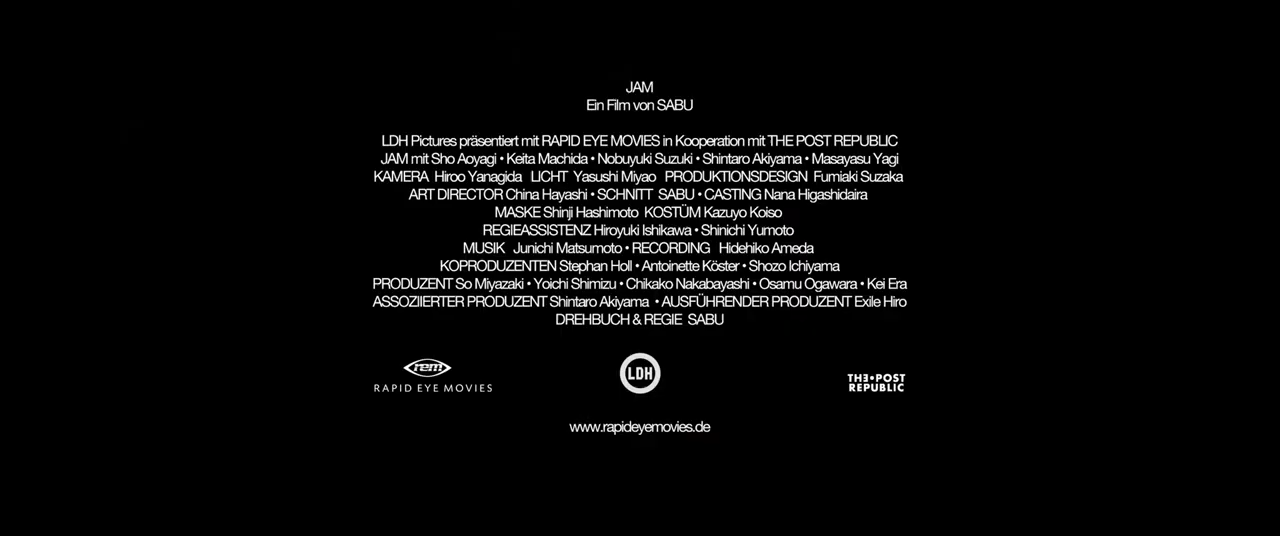 JAM
Ein Film von SABU
LDH Pictures präsentiert mit RAPID EYE MOVIES in Kooperation mit THE POST REPUBLIC
JAM mit Sho Aoyagi • Keita Machida • Nobuyuki Suzuki • Shintaro Akiyama • Masayasu Yagi
KAMERA Hiroo Yanagida LICHT Yasushi Miyao PRODUKTIONSDESIGN Fumiaki Suzaka
ART DIRECTOR China Hayashi • SCHNITT SABU • CASTING Nana Higashidaira
MASKE Shinji Hashimoto KOSTÜM Kazuyo Koiso
REGIEASSISTENZ Hiroyuki Ishikawa • Shinichi Yumoto
MUSIK Junichi Matsumoto • RECORDING Hidehiko Ameda
KOPRODUZENTEN Stephan Holl • Antoinette Köster • Shozo Ichiyama
PRODUZENT So Miyazaki • Yoichi Shimizu • Chikako Nakabayashi • Osamu Ogawara • Kei Era
ASSOZIIERTER PRODUZENT Shintaro Akiyama • AUSFÜHRENDER PRODUZENT Exile Hiro
DREHBUCH & REGIE SABU
rem
RAPID EYE MOVIES
LDH
THE•POST
REPUBLIC
www.rapideyemovies.de